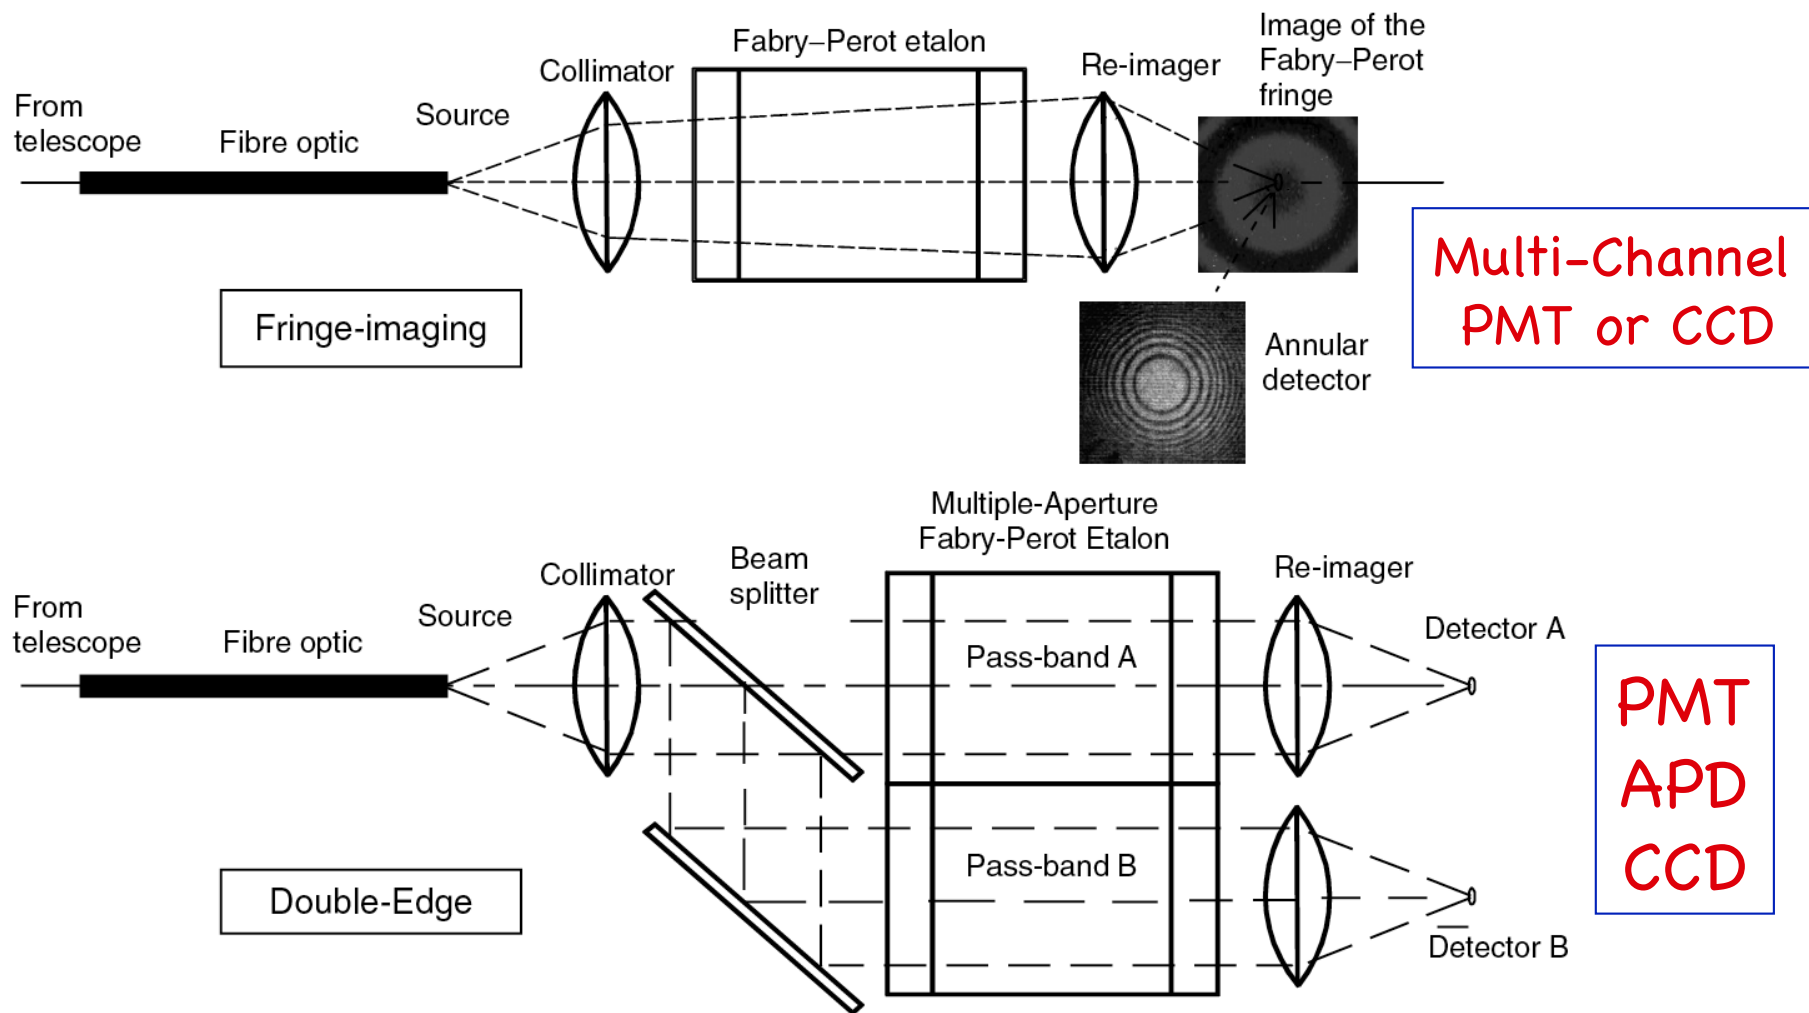 From
telescope
Fibre optic
Source
Collimator
Fabry–Perot etalon
Re-imager
Image of the
Fabry–Perot
fringe
Multi-Channel
PMT or CCD
Fringe-imaging
Annular
detector
From
telescope
Fibre optic
Source
Collimator
Beam
splitter
Multiple-Aperture
Fabry-Perot Etalon
Re-imager
Pass-band A
Detector A
PMT
APD
CCD
Double-Edge
Pass-band B
Detector B